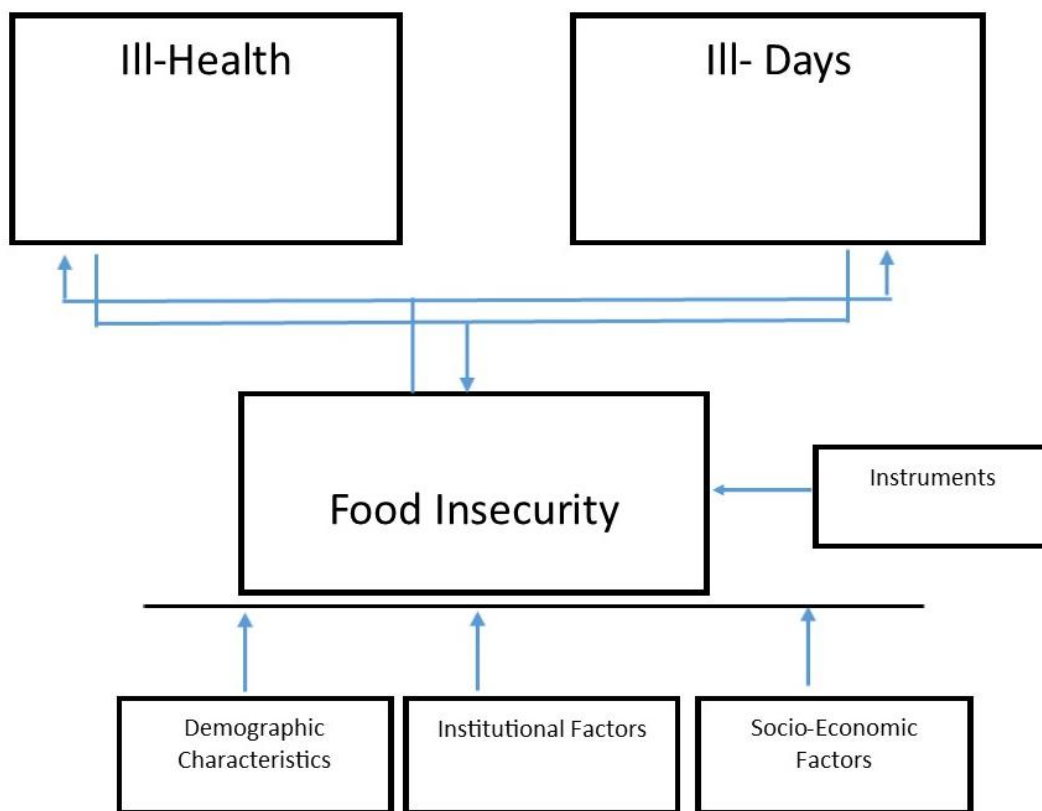 Ill-Health
Ill- Days
Food Insecurity
Instruments
Demographic
Characteristics
Institutional Factors
Socio-Economic
Factors